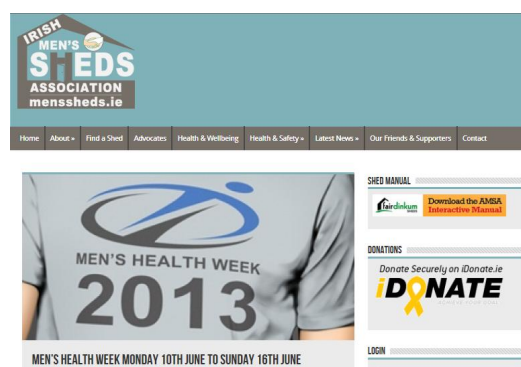 IRISH
MEN'S
SHEDS
ASSOCIATION
menssheds.ie
Home About » Find a Shed Advocates Health & Wellbeing Health & Safety » Latest News » Our Friends & Supporters Contact
MEN'S HEALTH WEEK
2013
MEN'S HEALTH WEEK MONDAY 10TH JUNE TO SUNDAY 16TH JUNE
SHED MANUAL
fairdinkum
Download the AMSA
Interactive Manual
DONATIONS
Donate Securely on iDonate.ie
iDONATE
LOGIN